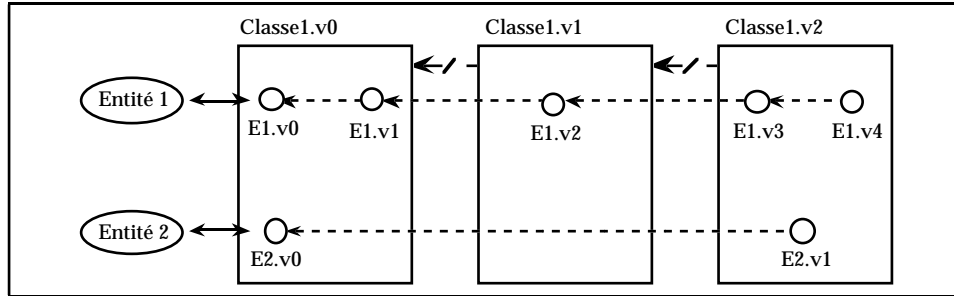 Classe1.v0 Classe1.v1 Classe1.v2
Entité 1
E1.v0 E1.v1 E1.v2 E1.v3 E1.v4
Entité 2
E2.v0 E2.v1